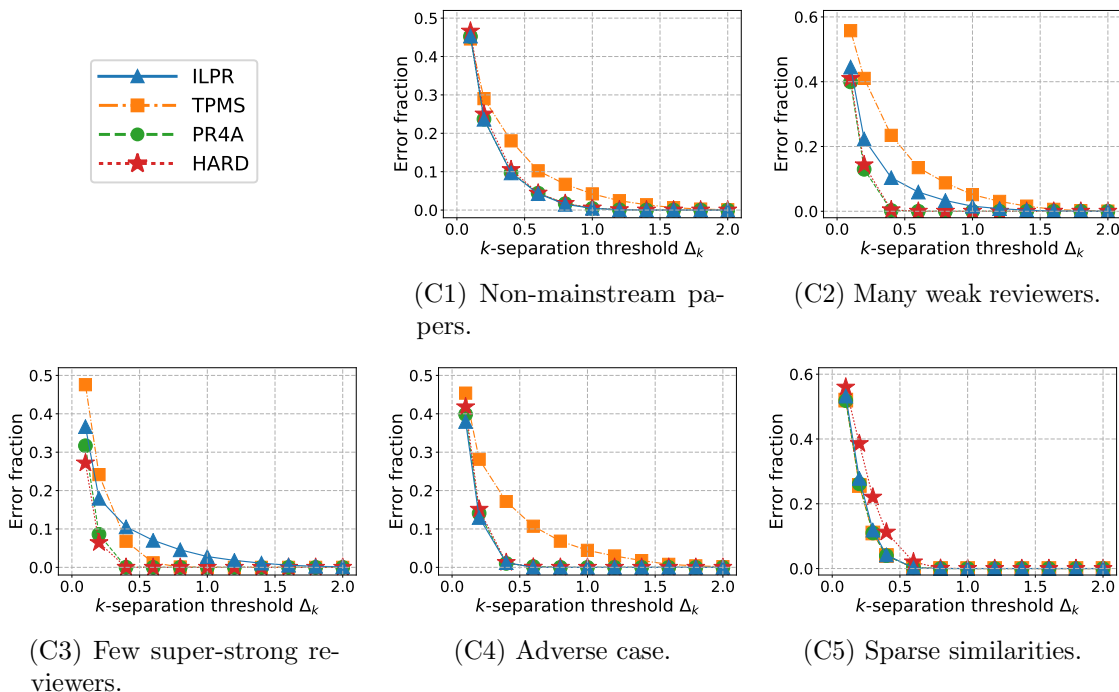 ILPR
TPMS
PR4A
HARD
0.5
0.4
0.3
0.2
0.1
0.0
Error fraction
0.0 0.5 1.0 1.5 2.0
k-separation threshold Δk
(C1) Non-mainstream pa-
pers.
0.6
0.4
0.2
0.0
Error fraction
0.0 0.5 1.0 1.5 2.0
k-separation threshold Δk
(C2) Many weak reviewers.
0.5
0.4
0.3
0.2
0.1
0.0
Error fraction
0.0 0.5 1.0 1.5 2.0
k-separation threshold Δk
(C3) Few super-strong re-
viewers.
0.5
0.4
0.3
0.2
0.1
0.0
Error fraction
0.0 0.5 1.0 1.5 2.0
k-separation threshold Δk
(C4) Adverse case.
0.6
0.4
0.2
0.0
Error fraction
0.0 0.5 1.0 1.5 2.0
k-separation threshold Δk
(C5) Sparse similarities.